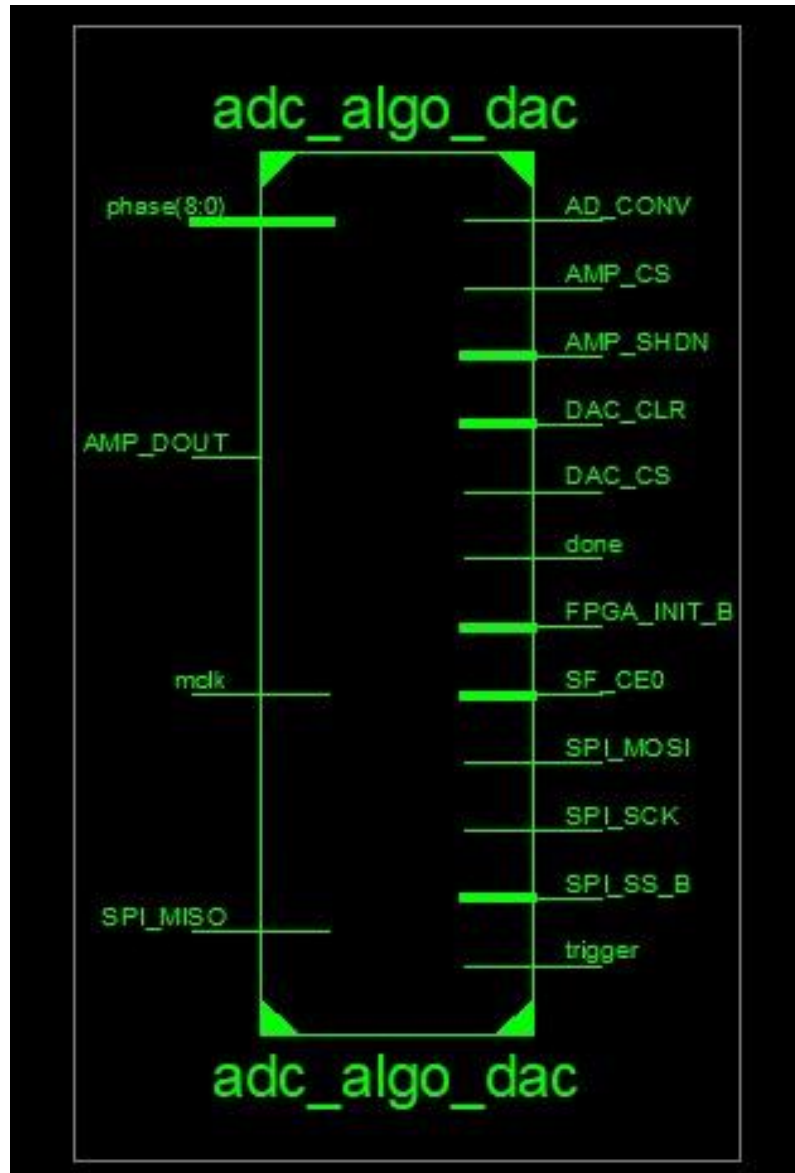 adc_algo_dac
phase(8:0)
AMP_DOUT
mclk
SPI_MISO
AD_CONV
AMP_CS
AMP_SHDN
DAC_CLR
DAC_CS
done
FPGA_INIT_B
SF_CE0
SPI_MOSI
SPI_SCK
SPI_SS_B
trigger
adc_algo_dac